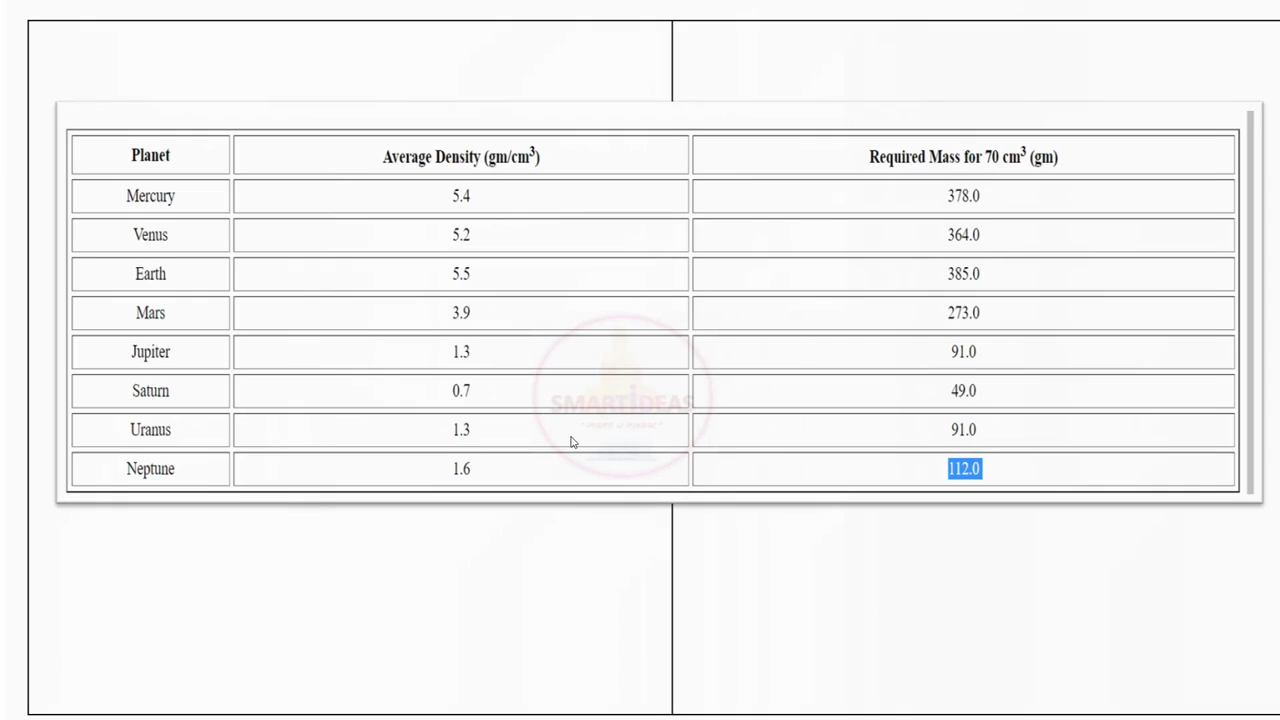 Planet Average Density (gm/cm³) Required Mass for 70 cm³ (gm)
Mercury 5.4 378.0
Venus 5.2 364.0
Earth 5.5 385.0
Mars 3.9 273.0
Jupiter 1.3 91.0
Saturn 0.7 49.0
SMARTiDEAS
Uranus 1.3 91.0
Neptune 1.6 112.0